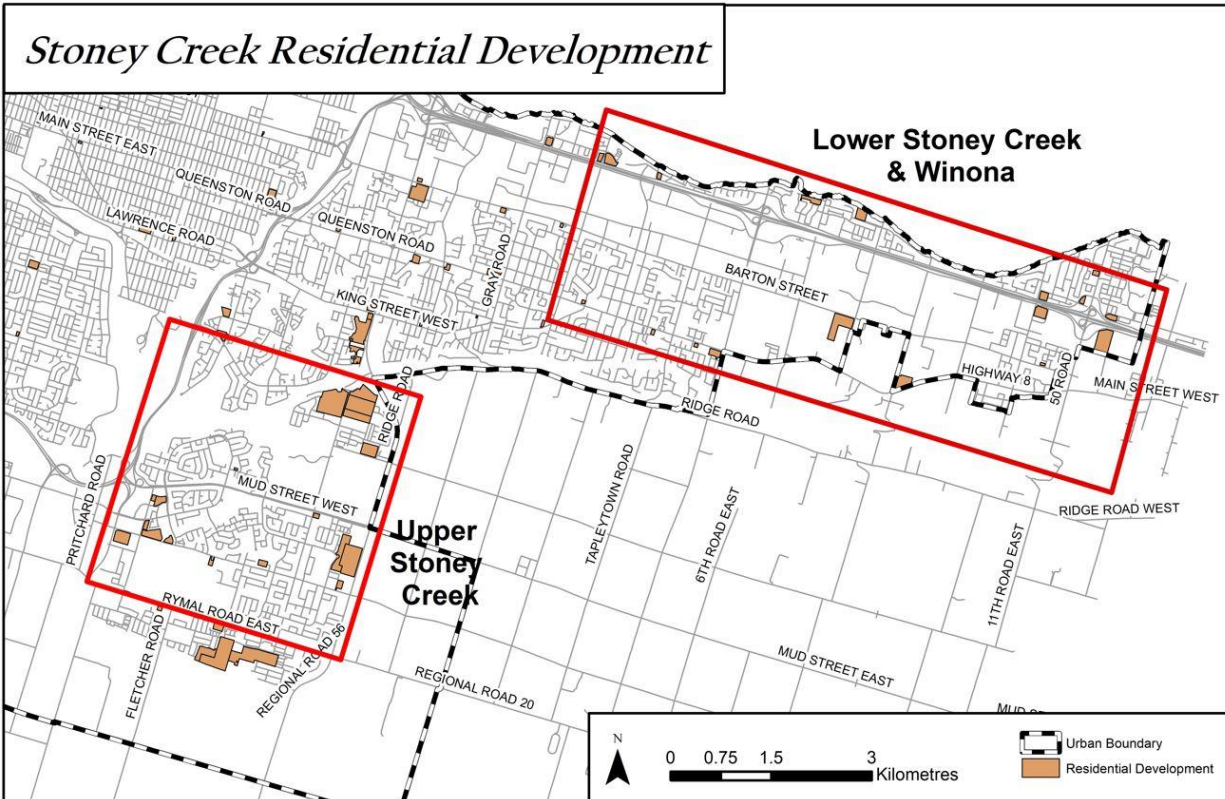 Stoney Creek Residential Development
Lower Stoney Creek
& Winona
MAIN STREET EAST
QUEENSTON ROAD
LAWRENCE ROAD
QUEENSTON ROAD
GRAY ROAD
KING STREET WEST
BARTON STREET
HIGHWAY 8
50 ROAD
MAIN STREET WEST
RIDGE ROAD
RIDGE ROAD
RIDGE ROAD WEST
PRITCHARD ROAD
MUD STREET WEST
Upper
Stoney
Creek
TAPLEYTOWN ROAD
6TH ROAD EAST
11TH ROAD EAST
RYMAL ROAD EAST
FLETCHER ROAD
REGIONAL ROAD 56
REGIONAL ROAD 20
MUD STREET EAST
N
0 0.75 1.5 3
Kilometres
Urban Boundary
Residential Development